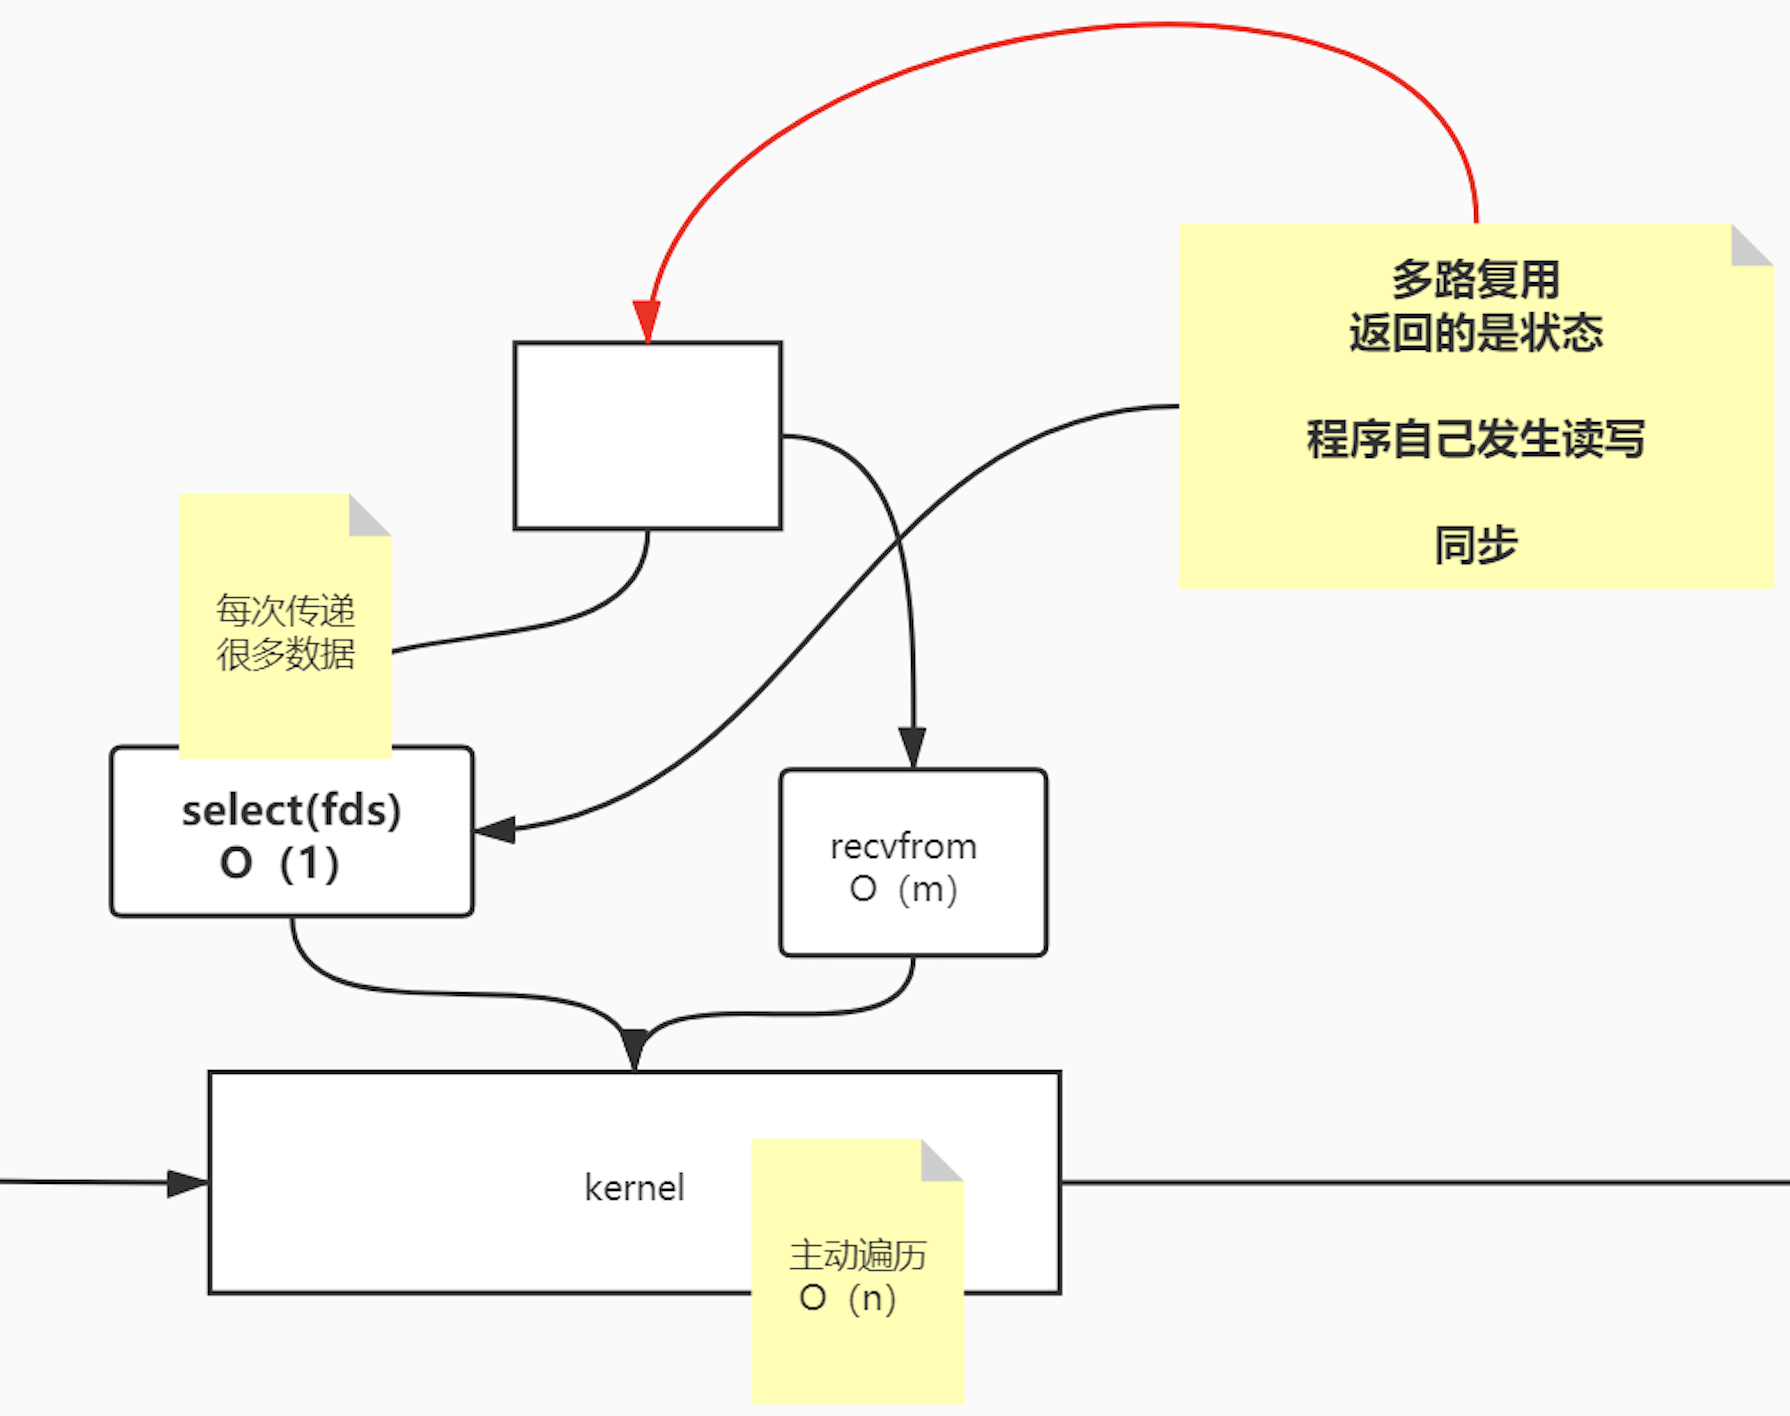 多路复用
返回的是状态
程序自己发生读写
同步
每次传递
很多数据
select(fds)
O（1）
recvfrom
O（m）
kernel
主动遍历
O（n）